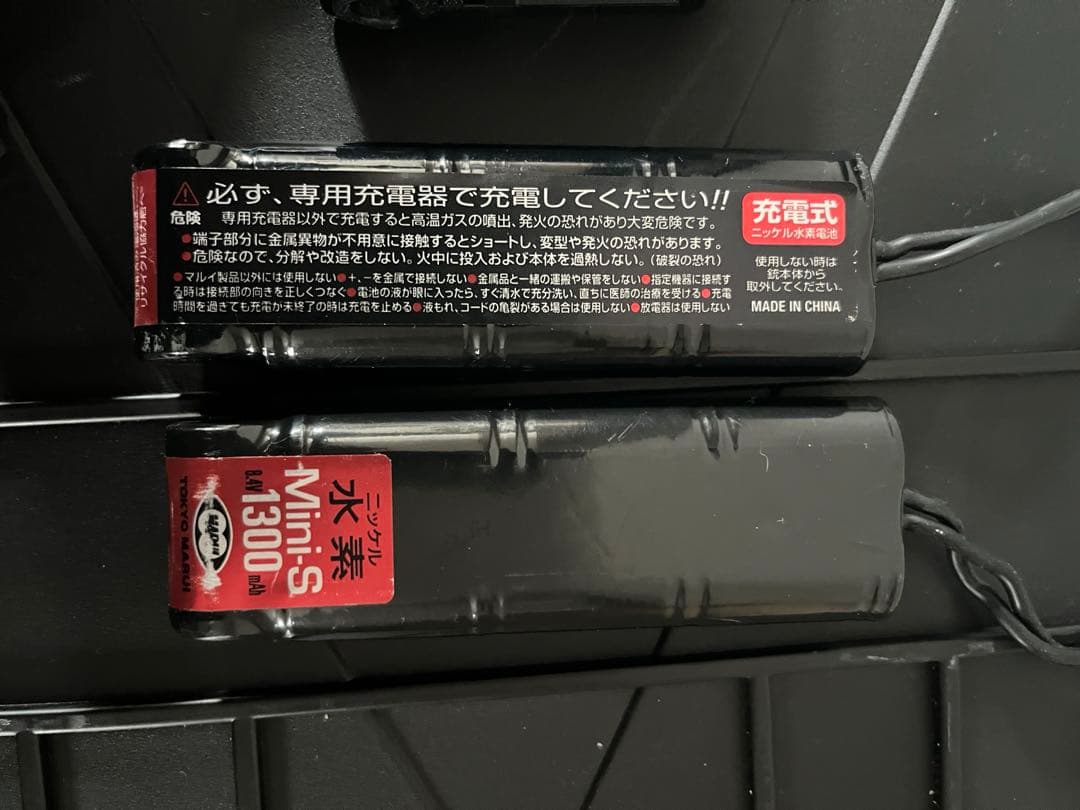 必ず、専用充電器で充電してください!!
危険 専用充電器以外で充電すると高温ガスの噴出、発火の恐れがあり大変危険です。
●端子部分に金属異物が不用意に接触するとショートし、変型や発火の恐れがあります。
●危険なので、分解や改造をしない。火中に投入および本体を過熱しない。(破裂の恐れ)
●マルイ製品以外には使用しない●+、−を金属で接続しない●金属品と一緒の運搬や保管をしない●指定機器に接続す
る時は接続部の向きを正しくつなぐ●電池の液が眼に入ったら、すぐ清水で充分洗い、直ちに医師の治療を受ける●充電
時間を過ぎても充電が未終了の時は充電を止める●液もれ、コードの亀裂がある場合は使用しない●放電器は使用しない
充電式
ニッケル水素電池
使用しない時は
銃本体から
取外してください。
MADE IN CHINA
リサイクル協力店へ
ニッケル
水素
Mini-S
8.4V 1300 mAh
MARUI
TOKYO MARUI